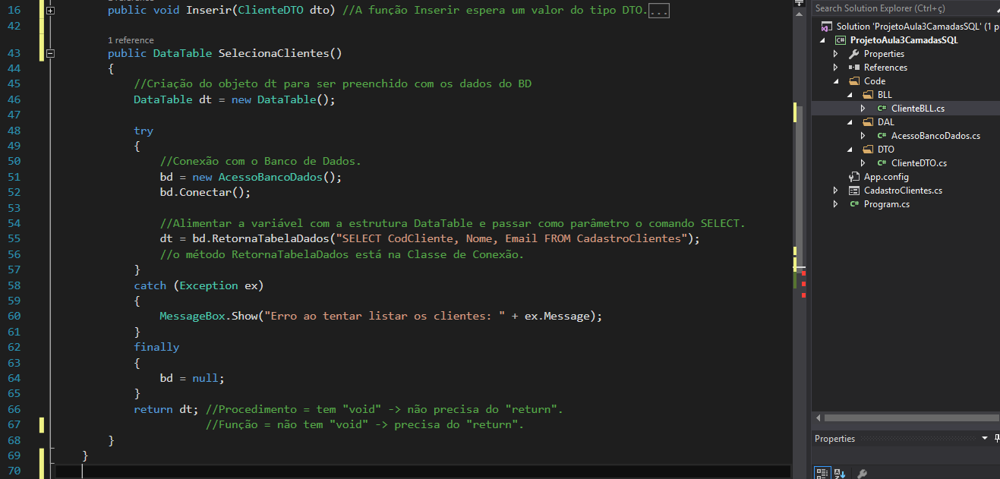 16 public void Inserir(ClienteDTO dto) //A função Inserir espera um valor do tipo DTO....
42
1 reference
43 public DataTable SelecionaClientes()
44 {
45 //Criação do objeto dt para ser preenchido com os dados do BD
46 DataTable dt = new DataTable();
47
48 try
49 {
50 //Conexão com o Banco de Dados.
51 bd = new AcessoBancoDados();
52 bd.Conectar();
53
54 //Alimentar a variável com a estrutura DataTable e passar como parâmetro o comando SELECT.
55 dt = bd.RetornaTabelaDados("SELECT CodCliente, Nome, Email FROM CadastroClientes");
56 //o método RetornaTabelaDados está na Classe de Conexão.
57 }
58 catch (Exception ex)
59 {
60 MessageBox.Show("Erro ao tentar listar os clientes: " + ex.Message);
61 }
62 finally
63 {
64 bd = null;
65 }
66 return dt; //Procedimento = tem "void" -> não precisa do "return".
67 //Função = não tem "void" -> precisa do "return".
68 }
69 }
70
Search Solution Explorer (Ctrl+ç)
Solution 'ProjetoAula3CamadasSQL' (1 p
C# ProjetoAula3CamadasSQL
Properties
References
Code
BLL
C# ClienteBLL.cs
DAL
C# AcessoBancoDados.cs
DTO
C# ClienteDTO.cs
App.config
CadastroClientes.cs
C# Program.cs
Properties